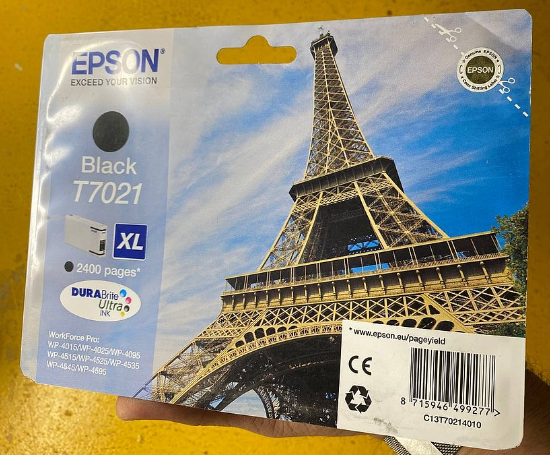 EPSON®
EXCEED YOUR VISION
EPSON
Black
T7021
XL
2400 pages*
DURABrite
Ultra
INK
WorkForce Pro:
WP-4015/WP-4025/WP-4095
WP-4515/WP-4525/WP-4535
WP-4545/WP-4595
* www.epson.eu/pageyield
CE
8 715946 499277
C13T70214010